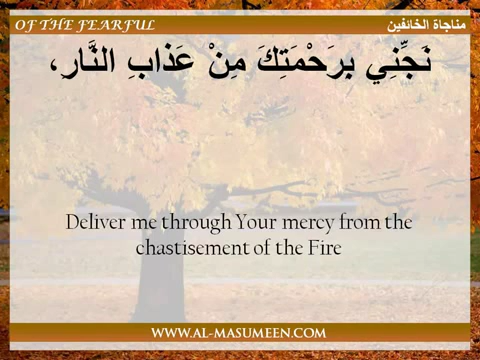 OF THE FEARFUL
مناجاة الخائفين
نَجِّنِي بِرَحْمَتِكَ مِنْ عَذابِ النَّارِ،
Deliver me through Your mercy from the
chastisement of the Fire
WWW.AL-MASUMEEN.COM